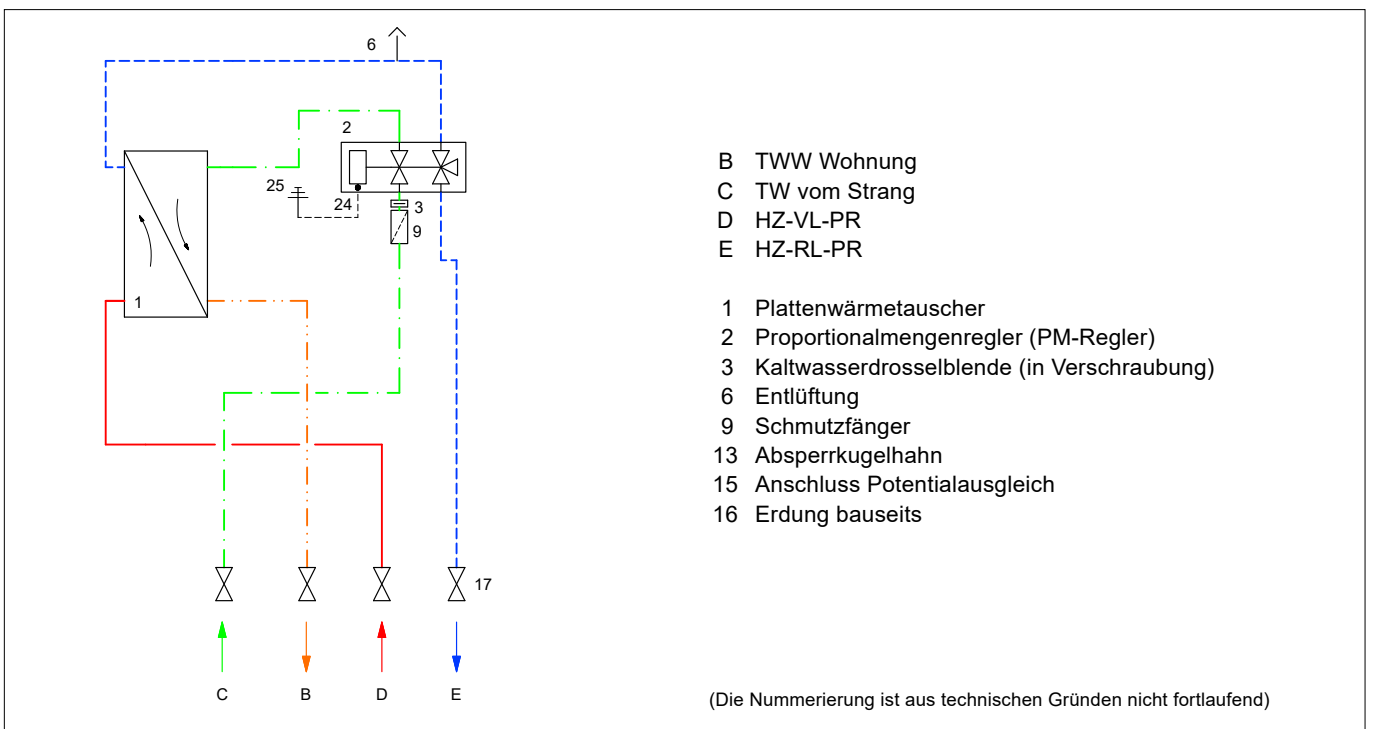 6
2
25
24
3
9
1
17
C
B
D
E
B TWW Wohnung
C TW vom Strang
D HZ-VL-PR
E HZ-RL-PR
1 Plattenwärmetauscher
2 Proportionalmengenregler (PM-Regler)
3 Kaltwasserdrosselblende (in Verschraubung)
6 Entlüftung
9 Schmutzfänger
13 Absperrkugelhahn
15 Anschluss Potentialausgleich
16 Erdung bauseits
(Die Nummerierung ist aus technischen Gründen nicht fortlaufend)